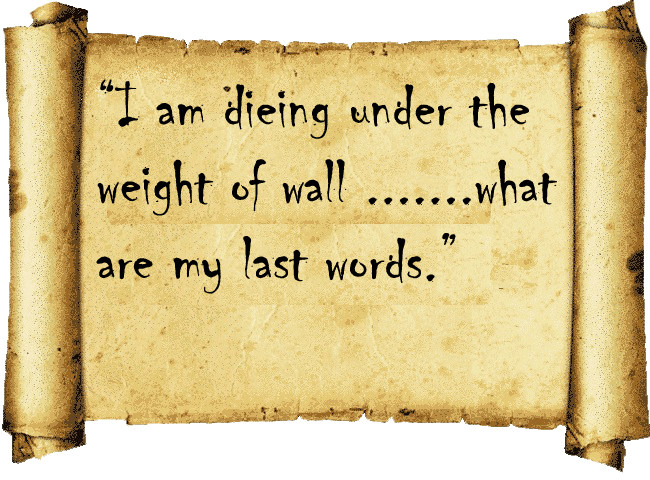 “I am dieing under the
weight of wall .......what
are my last words.”